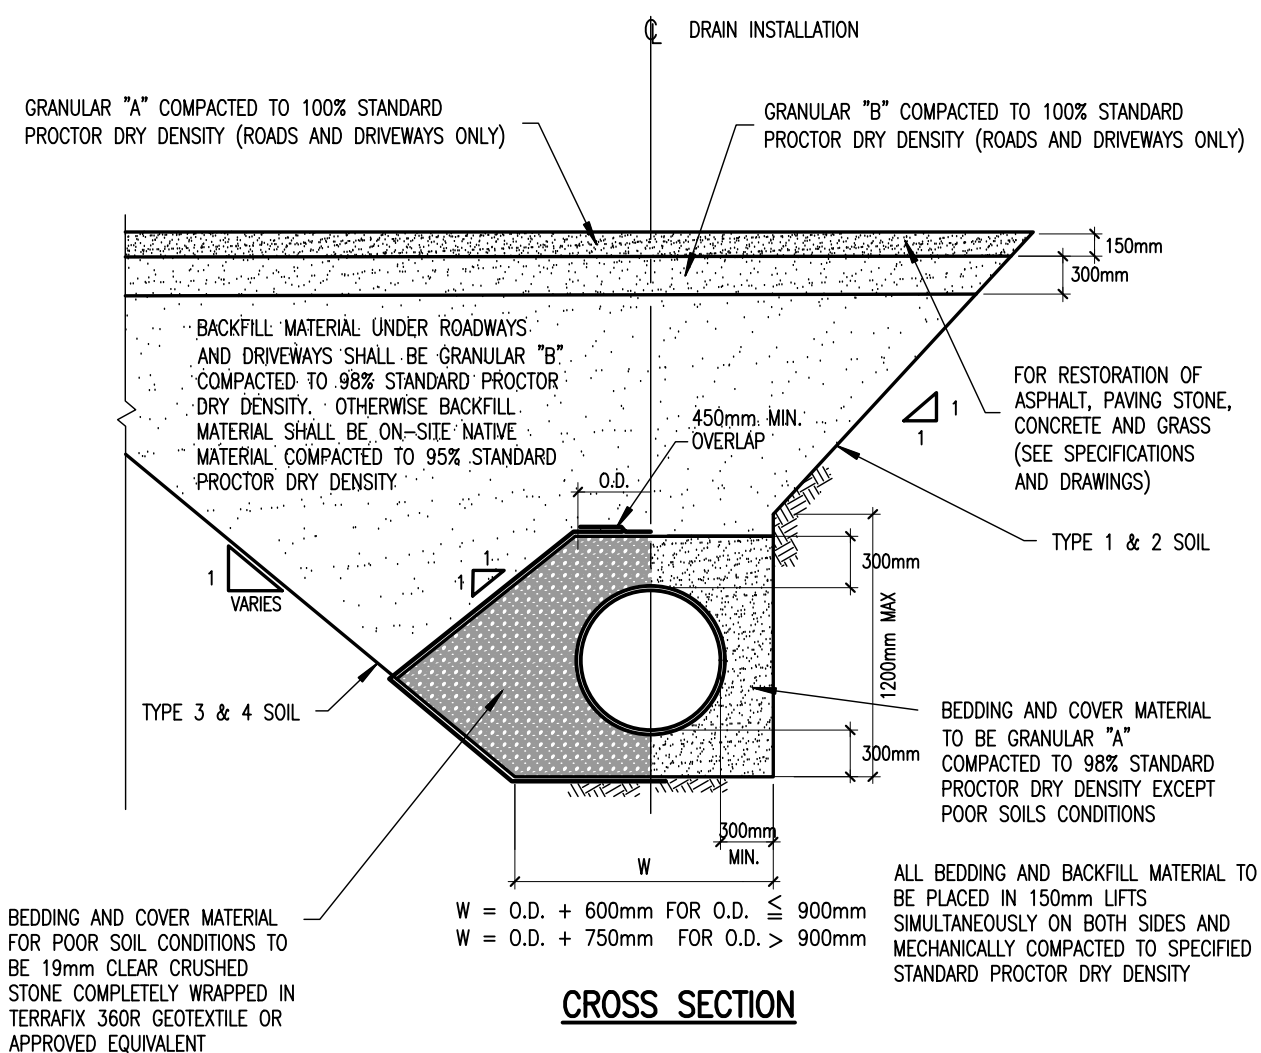 ℄ DRAIN INSTALLATION
GRANULAR "A" COMPACTED TO 100% STANDARD
PROCTOR DRY DENSITY (ROADS AND DRIVEWAYS ONLY)
GRANULAR "B" COMPACTED TO 100% STANDARD
PROCTOR DRY DENSITY (ROADS AND DRIVEWAYS ONLY)
150mm
300mm
BACKFILL MATERIAL UNDER ROADWAYS
AND DRIVEWAYS SHALL BE GRANULAR "B"
COMPACTED TO 98% STANDARD PROCTOR
DRY DENSITY. OTHERWISE BACKFILL
MATERIAL SHALL BE ON-SITE NATIVE
MATERIAL COMPACTED TO 95% STANDARD
PROCTOR DRY DENSITY
450mm MIN.
OVERLAP
O.D.
1
1
FOR RESTORATION OF
ASPHALT, PAVING STONE,
CONCRETE AND GRASS
(SEE SPECIFICATIONS
AND DRAWINGS)
TYPE 1 & 2 SOIL
1
VARIES
1
1
300mm
1200mm MAX
300mm
TYPE 3 & 4 SOIL
BEDDING AND COVER MATERIAL
TO BE GRANULAR "A"
COMPACTED TO 98% STANDARD
PROCTOR DRY DENSITY EXCEPT
POOR SOILS CONDITIONS
300mm
MIN.
W
W = O.D. + 600mm FOR O.D. ≦ 900mm
W = O.D. + 750mm FOR O.D. > 900mm
ALL BEDDING AND BACKFILL MATERIAL TO
BE PLACED IN 150mm LIFTS
SIMULTANEOUSLY ON BOTH SIDES AND
MECHANICALLY COMPACTED TO SPECIFIED
STANDARD PROCTOR DRY DENSITY
BEDDING AND COVER MATERIAL
FOR POOR SOIL CONDITIONS TO
BE 19mm CLEAR CRUSHED
STONE COMPLETELY WRAPPED IN
TERRAFIX 360R GEOTEXTILE OR
APPROVED EQUIVALENT
CROSS SECTION